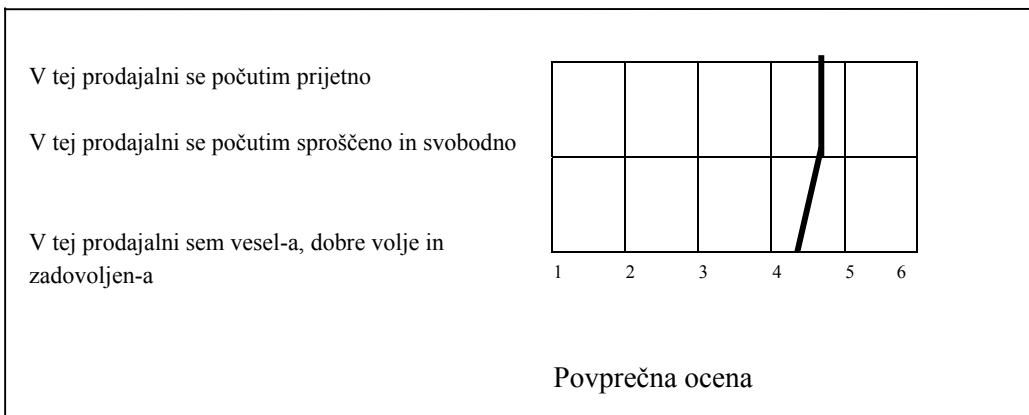 V tej prodajalni se počutim prijetno
V tej prodajalni se počutim sproščeno in svobodno
V tej prodajalni sem vesel-a, dobre volje in
zadovoljen-a
1 2 3 4 5 6
Povprečna ocena